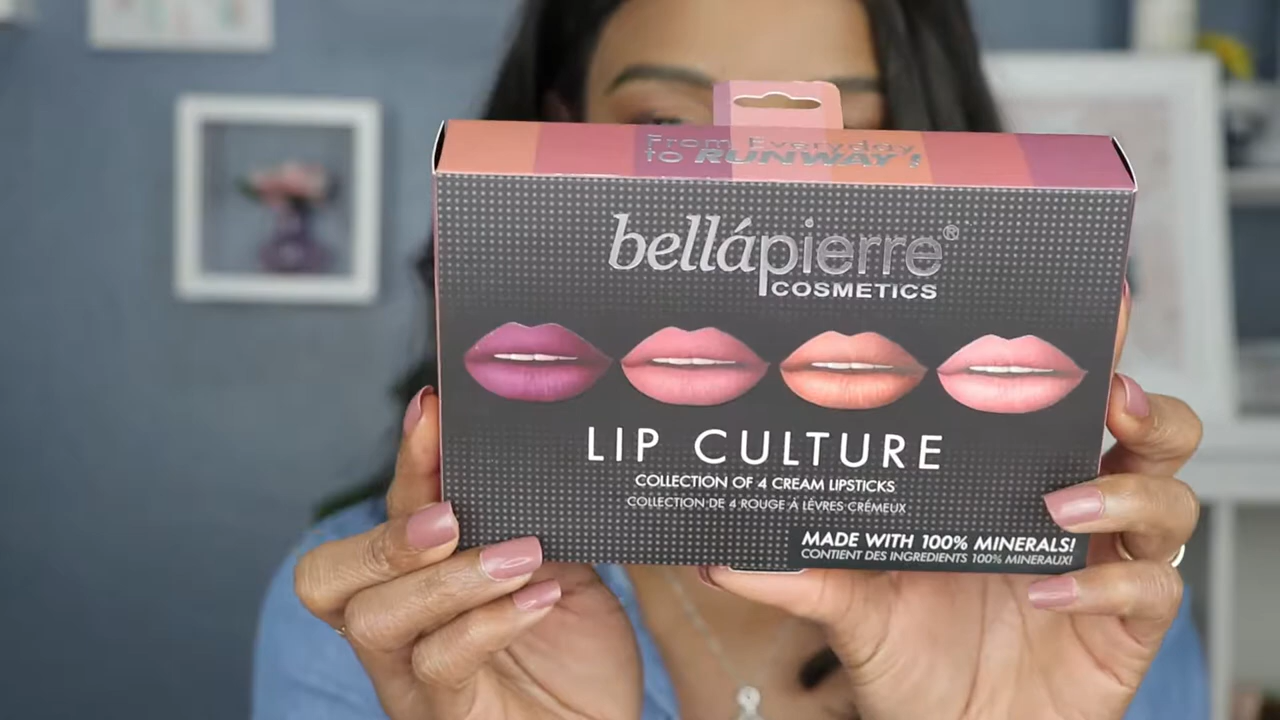 From Everyday
to RUNWAY!
bellápierre®
COSMETICS
LIP CULTURE
COLLECTION OF 4 CREAM LIPSTICKS
COLLECTION DE 4 ROUGE À LÈVRES CRÉMEUX
MADE WITH 100% MINERALS!
CONTIENT DES INGREDIENTS 100% MINERAUX!